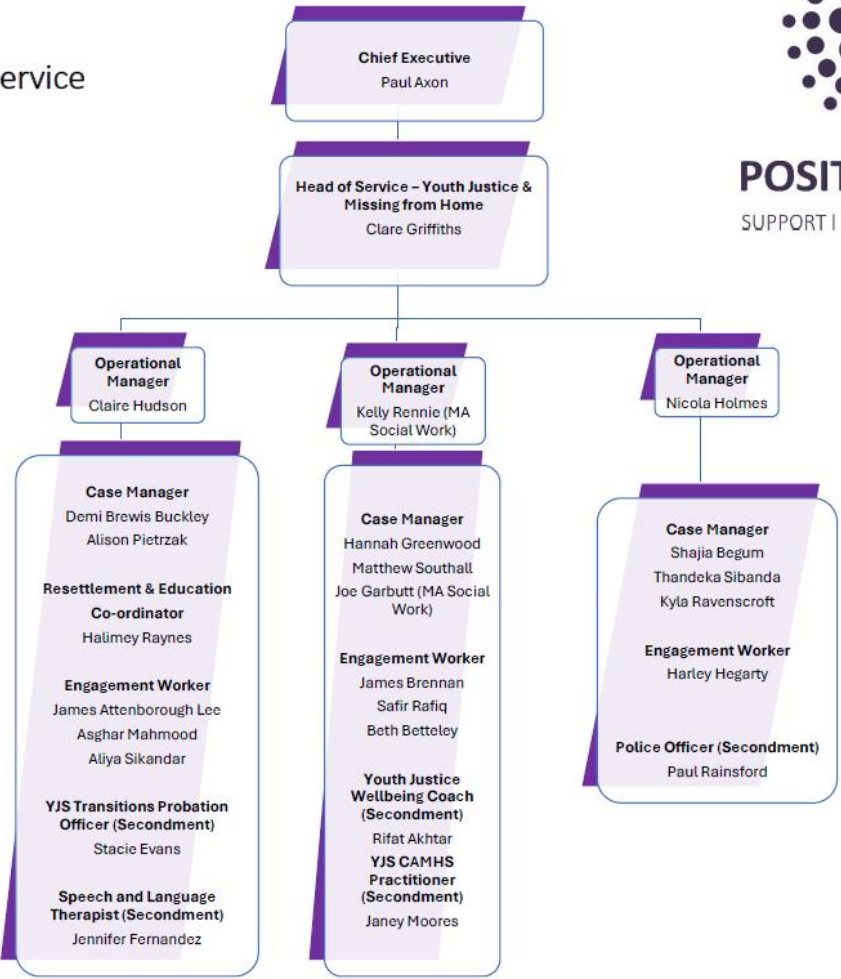 ervice
POSIT
SUPPORT I
Chief Executive
Paul Axon
Head of Service – Youth Justice &
Missing from Home
Clare Griffiths
Operational
Manager
Claire Hudson
Case Manager
Demi Brewis Buckley
Alison Pietrzak
Resettlement & Education
Co-ordinator
Halimey Raynes
Engagement Worker
James Attenborough Lee
Asghar Mahmood
Aliya Sikandar
YJS Transitions Probation
Officer (Secondment)
Stacie Evans
Speech and Language
Therapist (Secondment)
Jennifer Fernandez
Operational
Manager
Kelly Rennie (MA
Social Work)
Case Manager
Hannah Greenwood
Matthew Southall
Joe Garbutt (MA Social
Work)
Engagement Worker
James Brennan
Safir Rafiq
Beth Betteley
Youth Justice
Wellbeing Coach
(Secondment)
Rifat Akhtar
YJS CAMHS
Practitioner
(Secondment)
Janey Moores
Operational
Manager
Nicola Holmes
Case Manager
Shajia Begum
Thandeka Sibanda
Kyla Ravenscroft
Engagement Worker
Harley Hegarty
Police Officer (Secondment)
Paul Rainsford